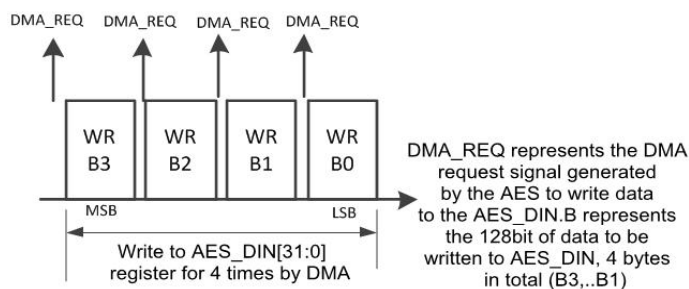 DMA_REQ DMA_REQ DMA_REQ DMA_REQ
WR WR WR WR
B3 B2 B1 B0
MSB LSB
Write to AES_DIN[31:0]
register for 4 times by DMA
DMA_REQ represents the DMA
request signal generated
by the AES to write data
to the AES_DIN.B represents
the 128bit of data to be
written to AES_DIN, 4 bytes
in total (B3,..B1)